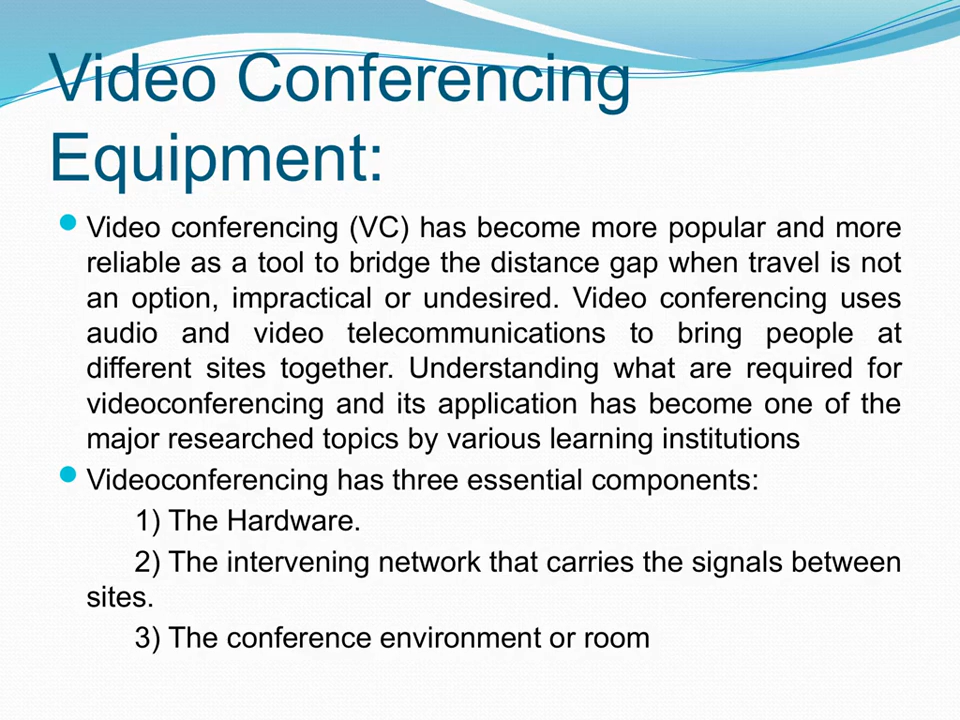 Video Conferencing
Equipment:
Video conferencing (VC) has become more popular and more
reliable as a tool to bridge the distance gap when travel is not
an option, impractical or undesired. Video conferencing uses
audio and video telecommunications to bring people at
different sites together. Understanding what are required for
videoconferencing and its application has become one of the
major researched topics by various learning institutions
Videoconferencing has three essential components:
1) The Hardware.
2) The intervening network that carries the signals between
sites.
3) The conference environment or room